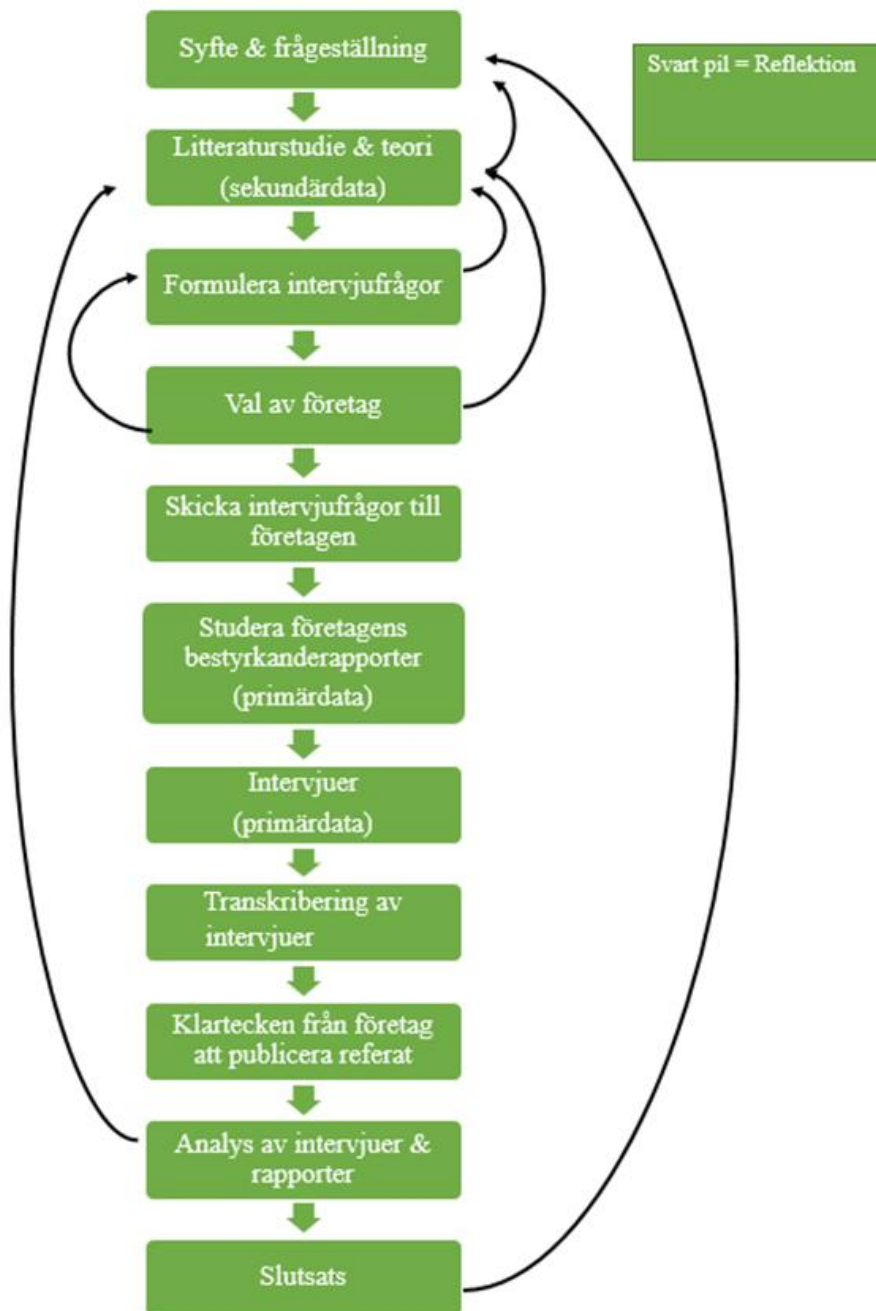 Syfte & frågeställning
Svart pil = Reflektion
Litteraturstudie & teori
(sekundärdata)
Formulera intervjufrågor
Val av företag
Skicka intervjufrågor till
företagen
Studera företagens
bestyrkanderapporter
(primärdata)
Intervjuer
(primärdata)
Transkribering av
intervjuer
Klartecken från företag
att publicera referat
Analys av intervjuer &
rapporter
Slutsats